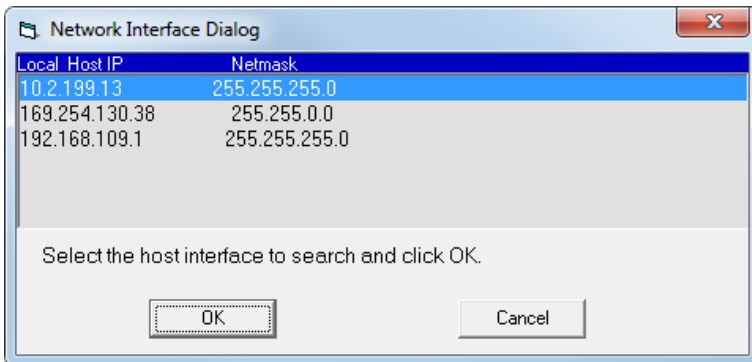 Network Interface Dialog
Local Host IP Netmask
10.2.199.13 255.255.255.0
169.254.130.38 255.255.0.0
192.168.109.1 255.255.255.0
Select the host interface to search and click OK.
OK Cancel